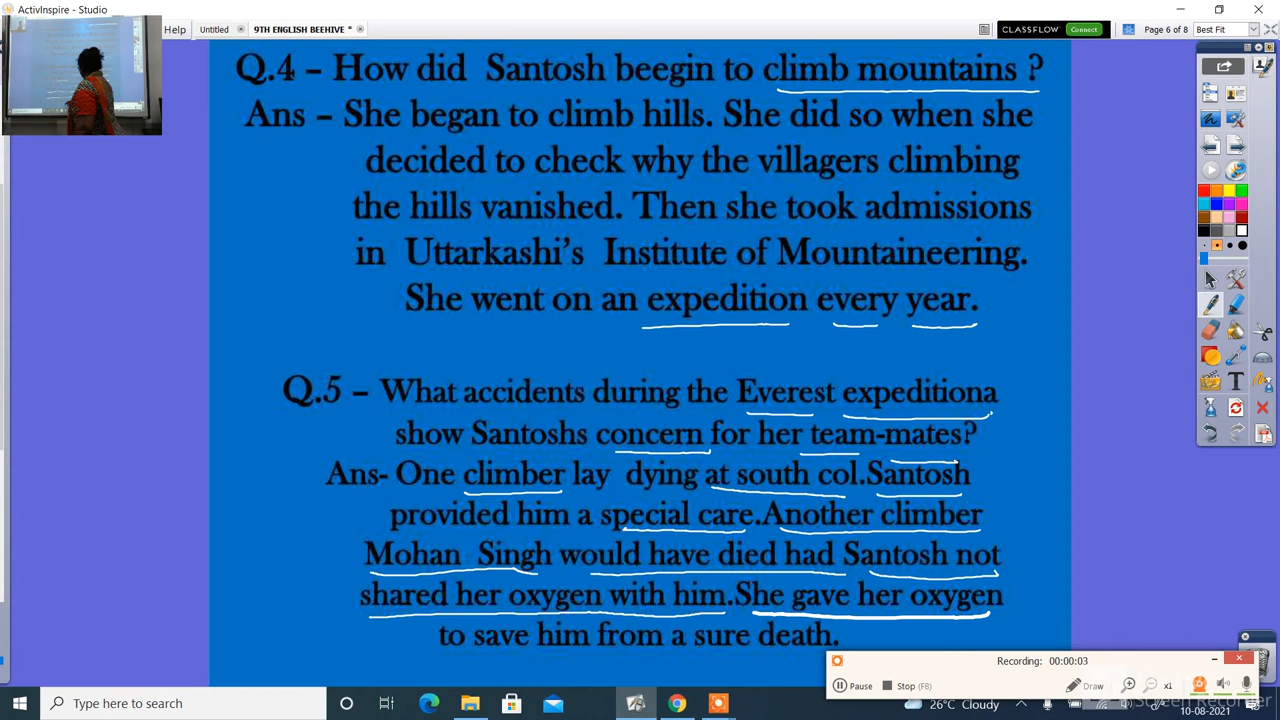 ActivInspire - Studio
Help
Untitled
9TH ENGLISH BEEHIVE *
CLASSFLOW
Connect
Page 6 of 8
Best Fit
Q.4 – How did Santosh beegin to climb mountains ?
Ans – She began to climb hills. She did so when she
decided to check why the villagers climbing
the hills vanished. Then she took admissions
in Uttarkashi’s Institute of Mountaineering.
She went on an expedition every year.
Q.5 – What accidents during the Everest expeditiona
show Santoshs concern for her team-mates?
Ans- One climber lay dying at south col.Santosh
provided him a special care.Another climber
Mohan Singh would have died had Santosh not
shared her oxygen with him.She gave her oxygen
to save him from a sure death.
Recording: 00:00:03
Pause
Stop (F8)
Draw
x1
Type here to search
26°C Cloudy
10-08-2021